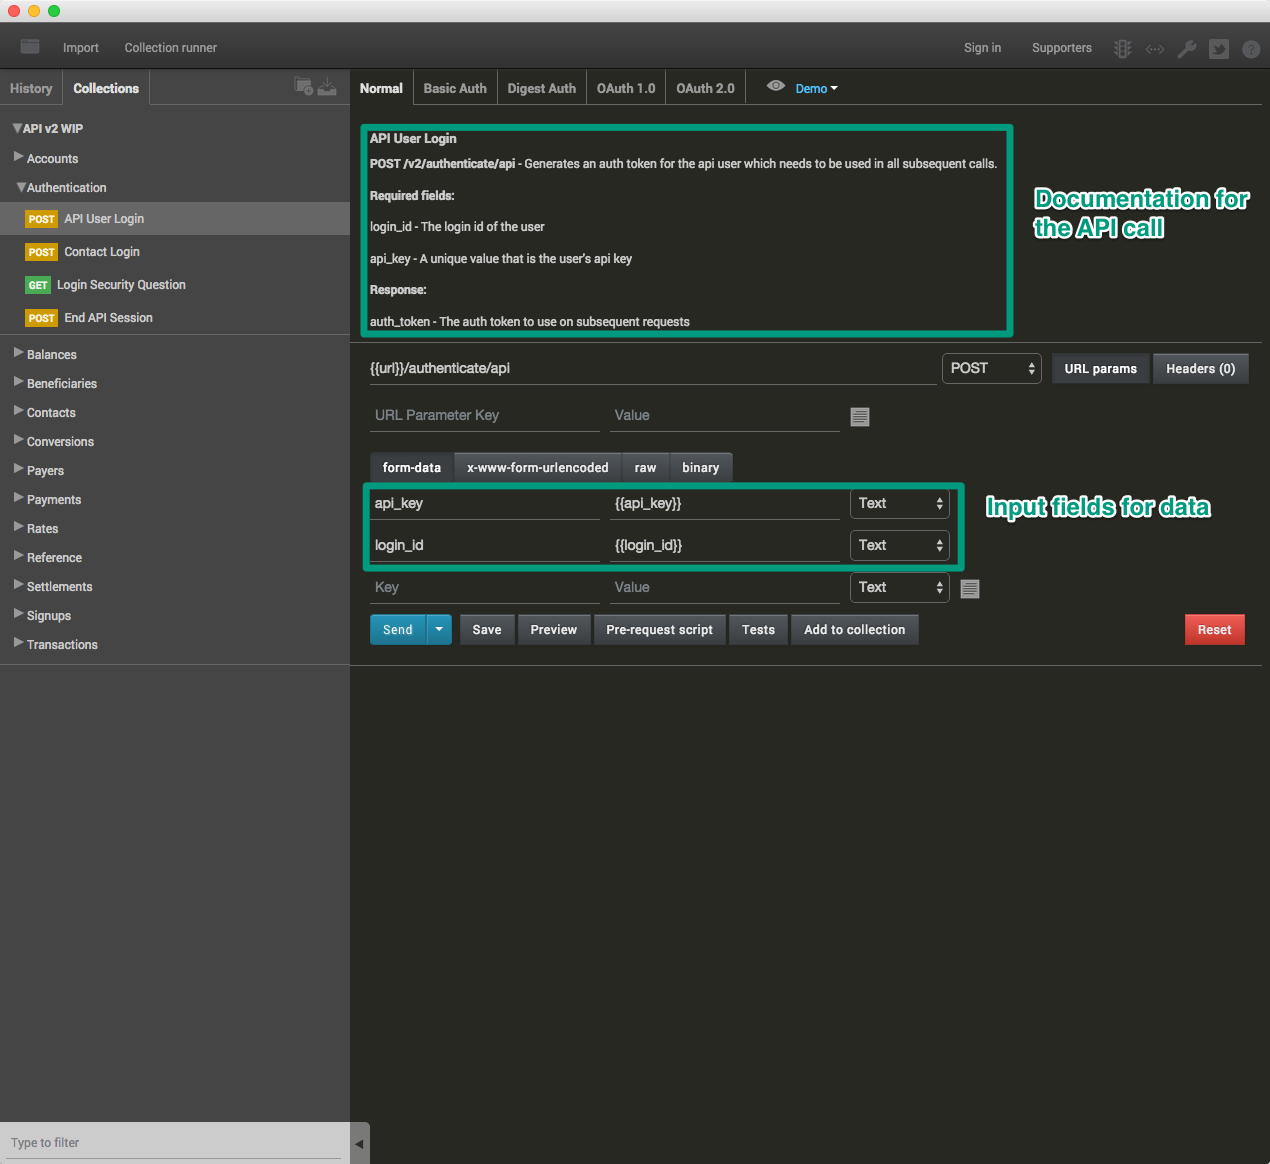 Import
Collection runner
Sign in
Supporters
History
Collections
API v2 WIP
Accounts
Authentication
POST API User Login
POST Contact Login
GET Login Security Question
POST End API Session
Balances
Beneficiaries
Contacts
Conversions
Payers
Payments
Rates
Reference
Settlements
Signups
Transactions
Type to filter
Normal
Basic Auth
Digest Auth
OAuth 1.0
OAuth 2.0
Demo
API User Login
POST /v2/authenticate/api - Generates an auth token for the api user which needs to be used in all subsequent calls.
Required fields:
login_id - The login id of the user
api_key - A unique value that is the user's api key
Response:
auth_token - The auth token to use on subsequent requests
Documentation for
the API call
{{url}}/authenticate/api
POST
URL params
Headers (0)
URL Parameter Key
Value
form-data
x-www-form-urlencoded
raw
binary
api_key
{{api_key}}
Text
login_id
{{login_id}}
Text
Input fields for data
Key
Value
Text
Send
Save
Preview
Pre-request script
Tests
Add to collection
Reset